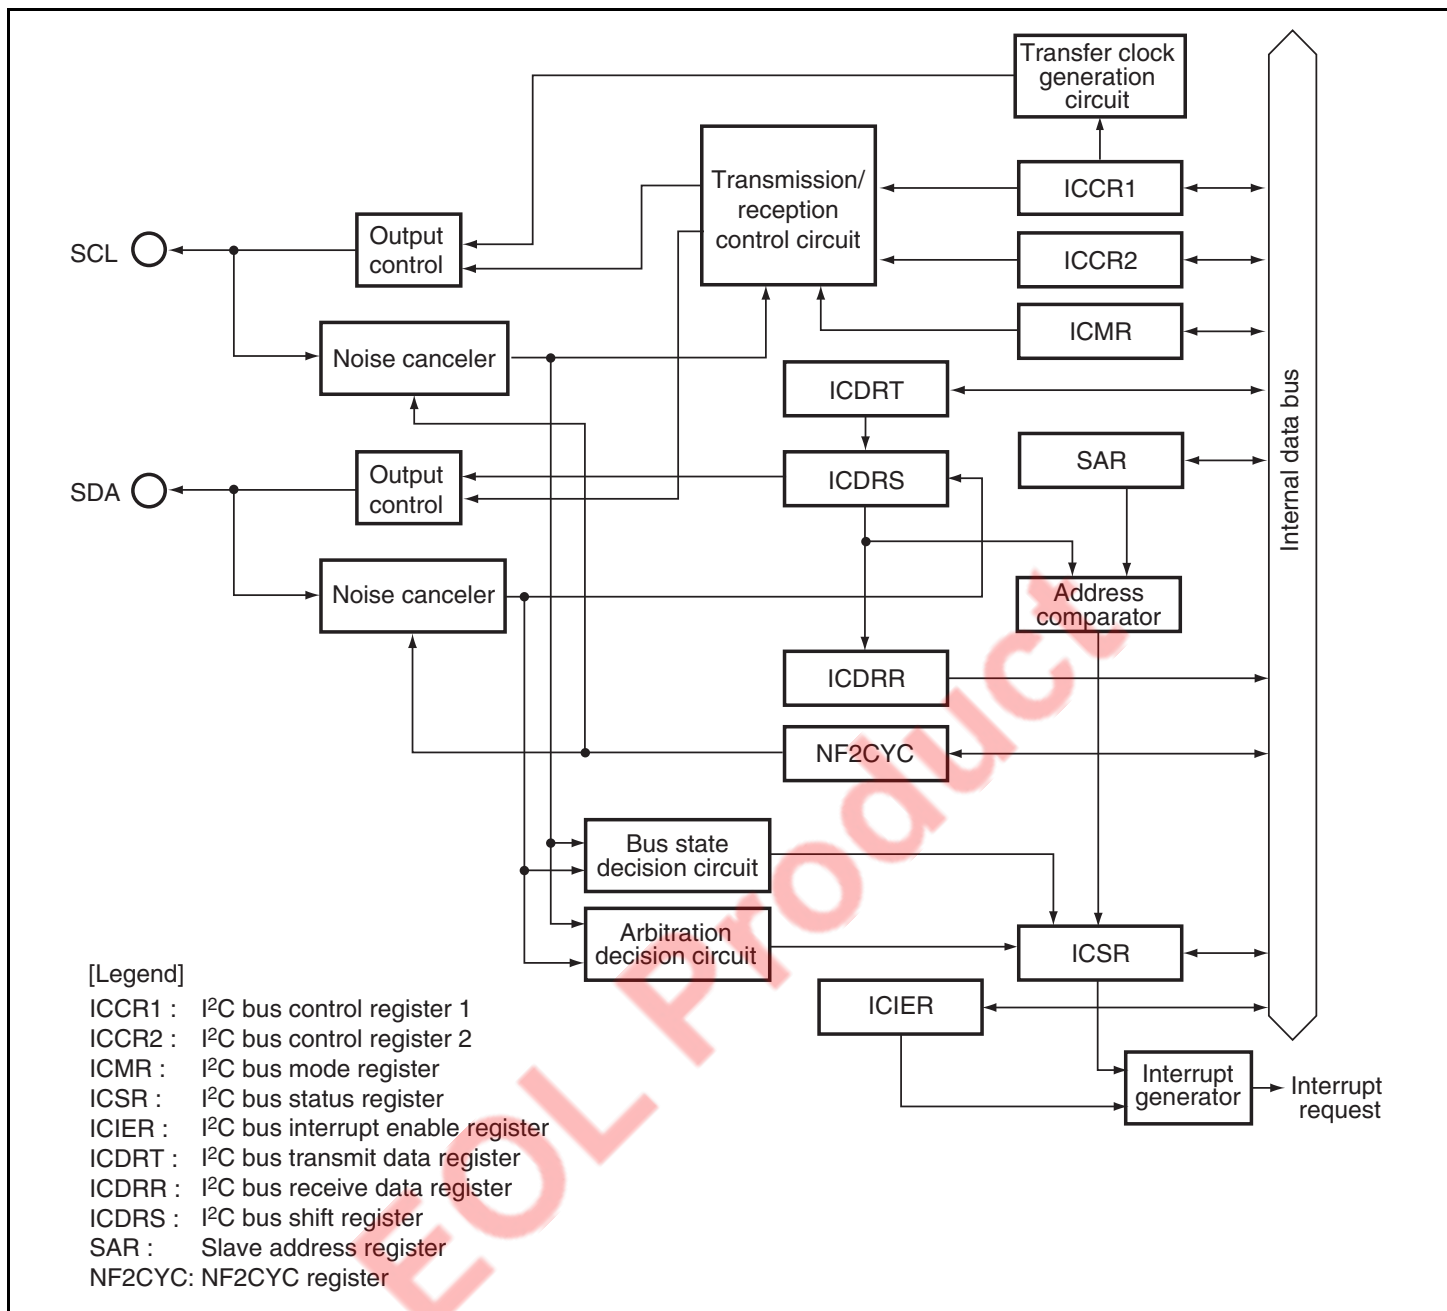 Transfer clock
generation
circuit
Transmission/
reception
control circuit
ICCR1
SCL
Output
control
ICCR2
ICMR
Noise canceler
ICDRT
Internal data bus
SDA
Output
control
ICDRS
SAR
Noise canceler
Address
comparator
ICDRR
NF2CYC
Bus state
decision circuit
Arbitration
decision circuit
ICSR
ICIER
Interrupt
generator
Interrupt
request
[Legend]
ICCR1 : I²C bus control register 1
ICCR2 : I²C bus control register 2
ICMR : I²C bus mode register
ICSR : I²C bus status register
ICIER : I²C bus interrupt enable register
ICDRT : I²C bus transmit data register
ICDRR : I²C bus receive data register
ICDRS : I²C bus shift register
SAR : Slave address register
NF2CYC: NF2CYC register
EOL Product